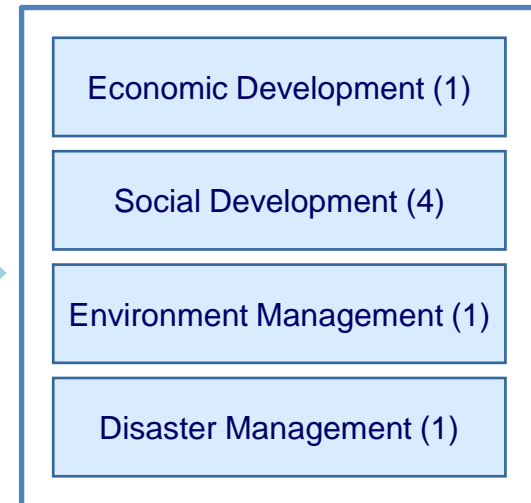 Economic Development (1)
Social Development (4)
Environment Management (1)
Disaster Management (1)